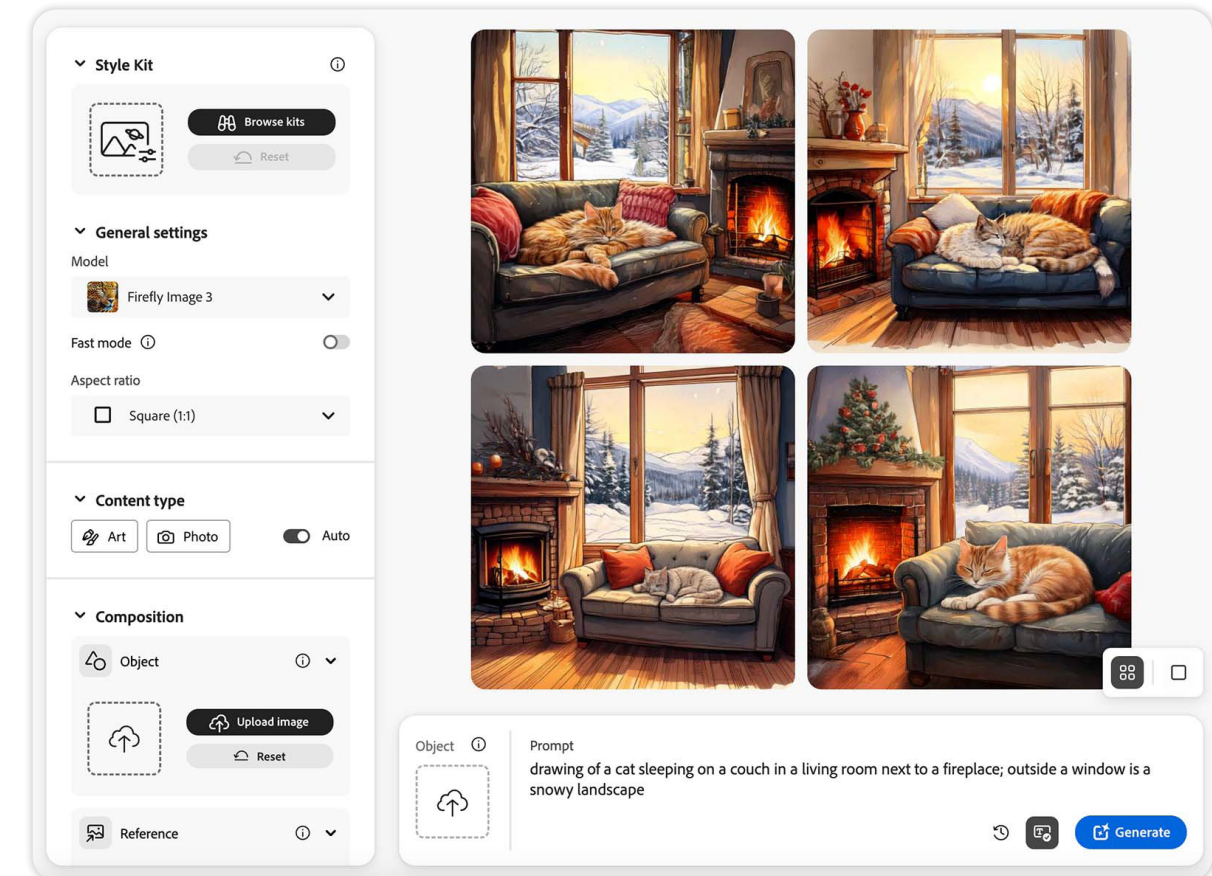 Style Kit
Browse kits
Reset
General settings
Model
Firefly Image 3
Fast mode
Aspect ratio
Square (1:1)
Content type
Art
Photo
Auto
Composition
Object
Upload image
Reset
Reference
Object
Prompt
drawing of a cat sleeping on a couch in a living room next to a fireplace; outside a window is a
snowy landscape
Generate